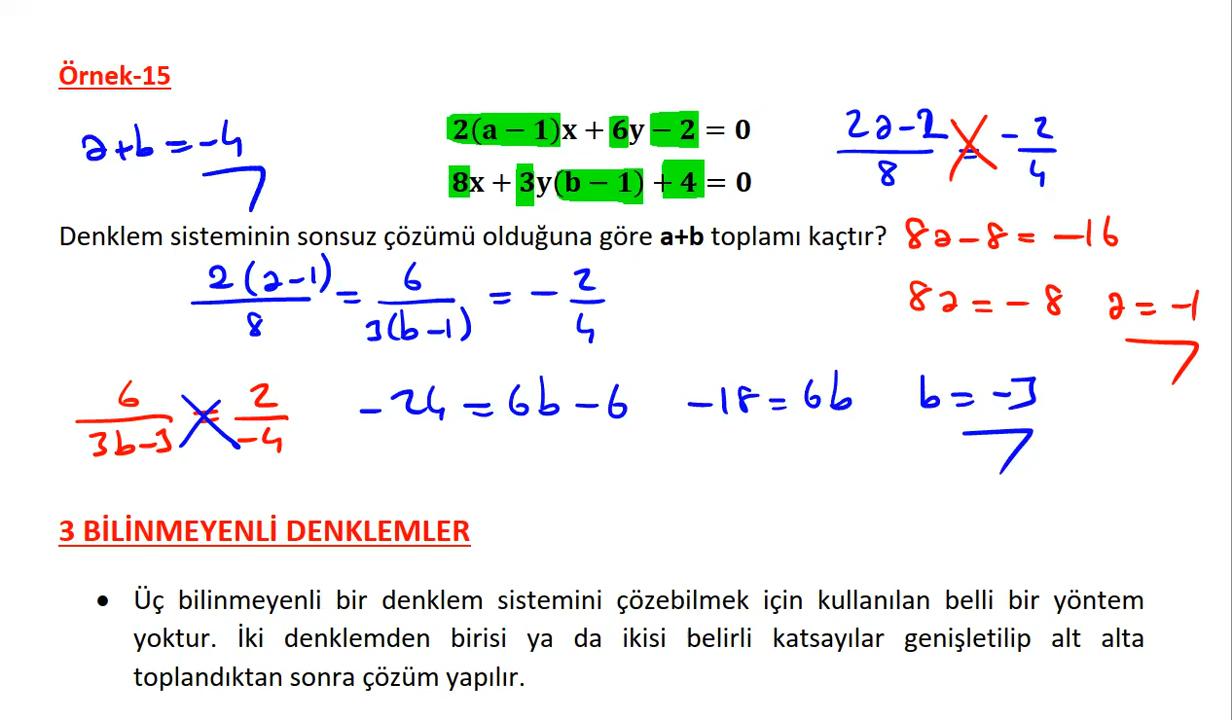 Örnek-15
a+b = -4
2(a − 1)x + 6y − 2 = 0
8x + 3y(b − 1) + 4 = 0
2a-2/8 = -2/4
Denklem sisteminin sonsuz çözümü olduğuna göre a+b toplamı kaçtır?
8a-8 = -16
2(a-1)/8 = 6/3(b-1) = -2/4
8a = -8 a = -1
6/3b-3 = 2/-4 -24 = 6b-6 -18 = 6b b = -3
3 BİLİNMEYENLİ DENKLEMLER
• Üç bilinmeyenli bir denklem sistemini çözebilmek için kullanılan belli bir yöntem
yoktur. İki denklemden birisi ya da ikisi belirli katsayılar genişletilip alt alta
toplandıktan sonra çözüm yapılır.